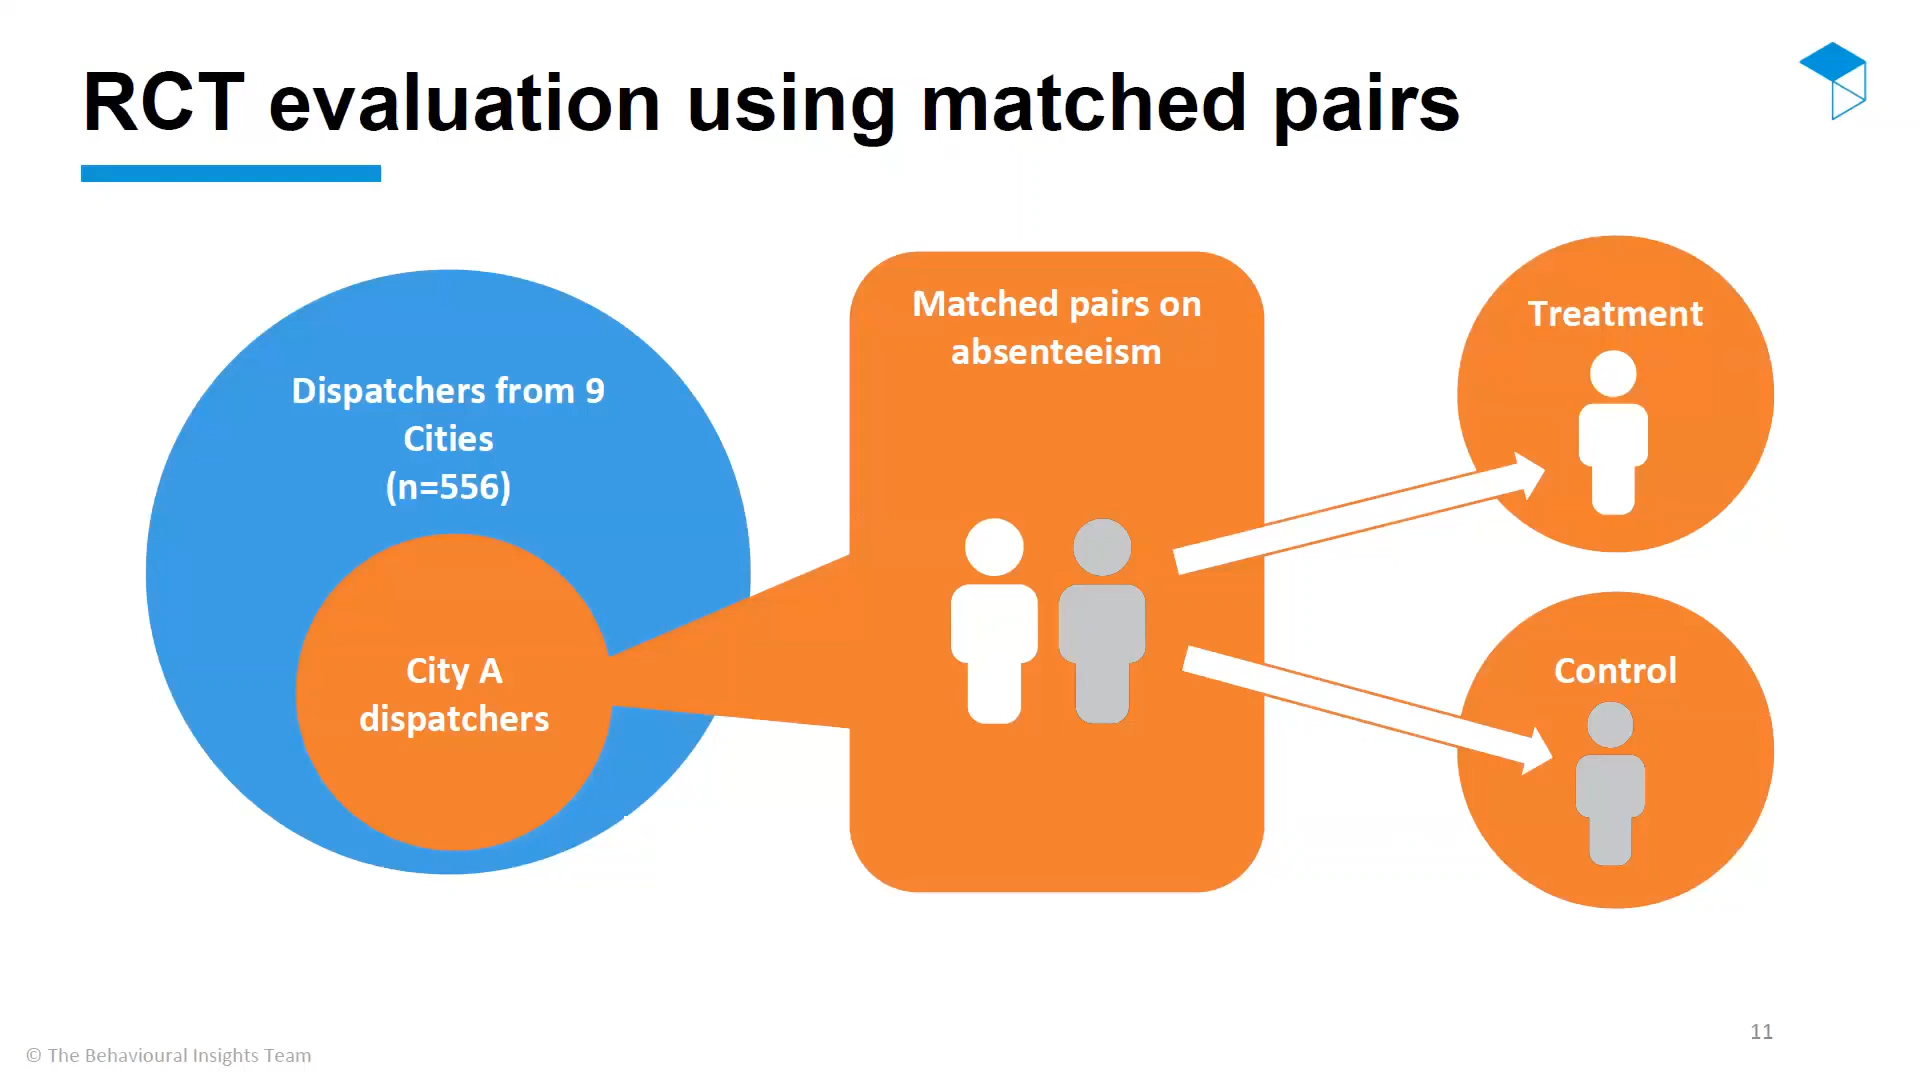 RCT evaluation using matched pairs
Dispatchers from 9
Cities
(n=556)
City A
dispatchers
Matched pairs on
absenteeism
Treatment
Control
11
© The Behavioural Insights Team